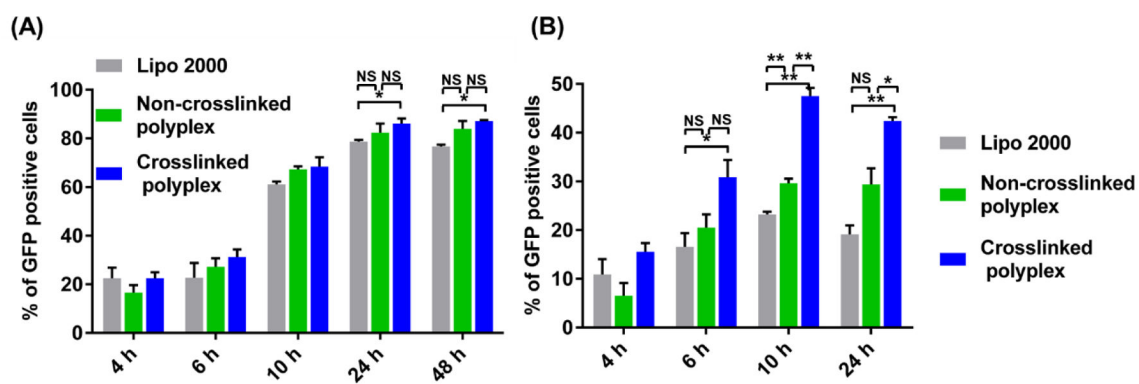 (A)
Lipo 2000
Non-crosslinked
polyplex
Crosslinked
polyplex
% of GFP positive cells
100
80
60
40
20
0
NS NS
*
NS NS
*
4 h 6 h 10 h 24 h 48 h
(B)
% of GFP positive cells
50
40
30
20
10
0
NS NS
*
** **
**
NS *
**
4 h 6 h 10 h 24 h
Lipo 2000
Non-crosslinked
polyplex
Crosslinked
polyplex